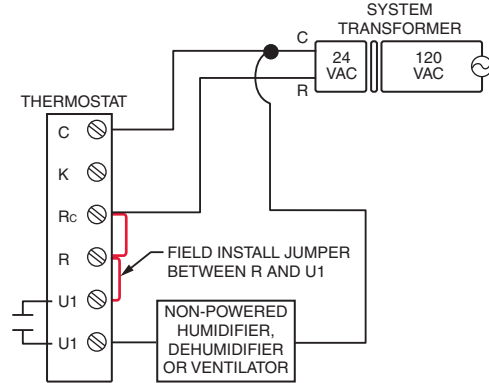 SYSTEM
TRANSFORMER
C
24
VAC
120
VAC
R
THERMOSTAT
C
K
RC
R
FIELD INSTALL JUMPER
BETWEEN R AND U1
U1
U1
NON-POWERED
HUMIDIFIER,
DEHUMIDIFIER
OR VENTILATOR